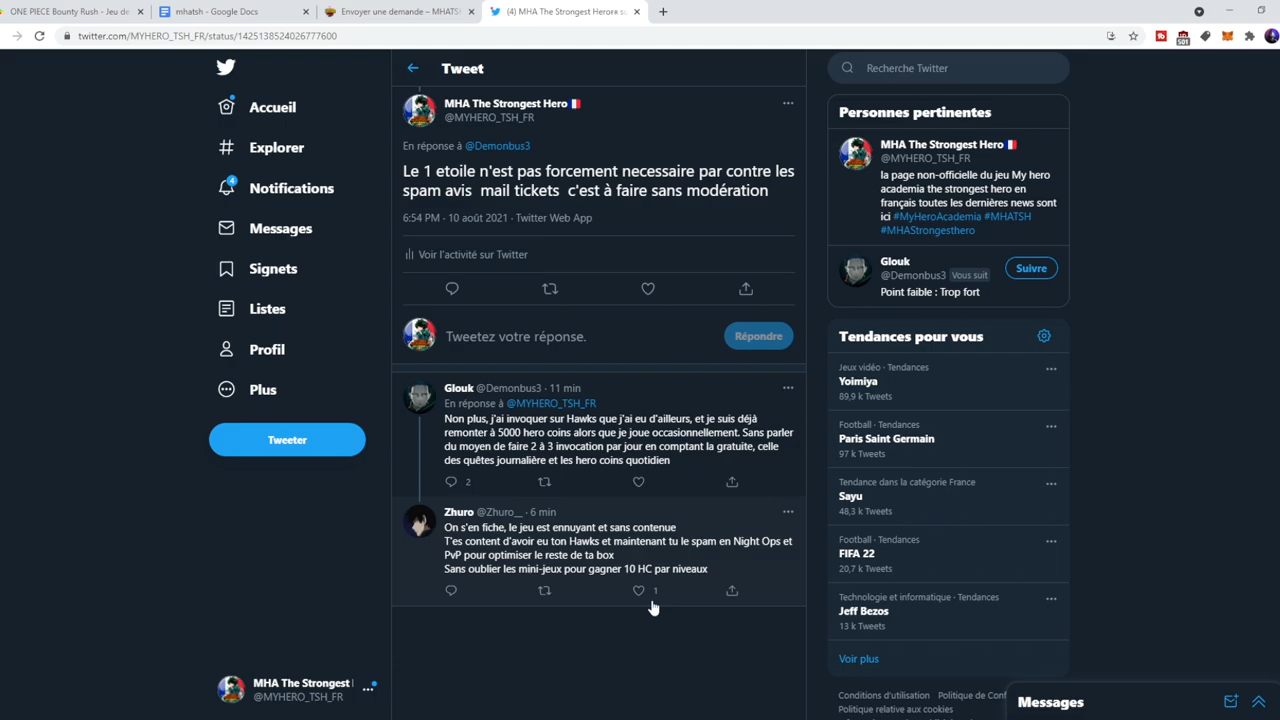 ONE PIECE Bounty Rush - Jeu de
mhatsh - Google Docs
Envoyer une demande – MHATSH
(4) MHA The Strongest Hero
twitter.com/MYHERO_TSH_FR/status/1425138524026777600
501
Accueil
Explorer
4
Notifications
Messages
Signets
Listes
Profil
Plus
Tweeter
MHA The Strongest
@MYHERO_TSH_FR
Tweet
MHA The Strongest Hero
@MYHERO_TSH_FR
En réponse à @Demonbus3
Le 1 etoile n'est pas forcement necessaire par contre les
spam avis mail tickets c'est à faire sans modération
6:54 PM · 10 août 2021 · Twitter Web App
Voir l'activité sur Twitter
Tweetez votre réponse.
Répondre
Glouk @Demonbus3 · 11 min
En réponse à @MYHERO_TSH_FR
Non plus, j'ai invoquer sur Hawks que j'ai eu d'ailleurs, et je suis déjà
remonter à 5000 hero coins alors que je joue occasionnellement. Sans parler
du moyen de faire 2 à 3 invocation par jour en comptant la gratuite, celle
des quêtes journalière et les hero coins quotidien
2
Zhuro @Zhuro__ · 6 min
On s'en fiche, le jeu est ennuyant et sans contenue
T'es content d'avoir eu ton Hawks et maintenant tu le spam en Night Ops et
PvP pour optimiser le reste de ta box
Sans oublier les mini-jeux pour gagner 10 HC par niveaux
1
Recherche Twitter
Personnes pertinentes
MHA The Strongest Hero
@MYHERO_TSH_FR
la page non-officielle du jeu My hero
academia the strongest hero en
français toutes les dernières news sont
ici #MyHeroAcademia #MHATSH
#MHAStrongesthero
Glouk
@Demonbus3 Vous suit
Suivre
Point faible : Trop fort
Tendances pour vous
Jeux vidéo · Tendances
Yoimiya
89,9 k Tweets
Football · Tendances
Paris Saint Germain
97 k Tweets
Tendance dans la catégorie France
Sayu
48,3 k Tweets
Football · Tendances
FIFA 22
20,7 k Tweets
Technologie et informatique · Tendances
Jeff Bezos
13 k Tweets
Voir plus
Conditions d'utilisation Politique de Conf
Politique relative aux cookies
Messages